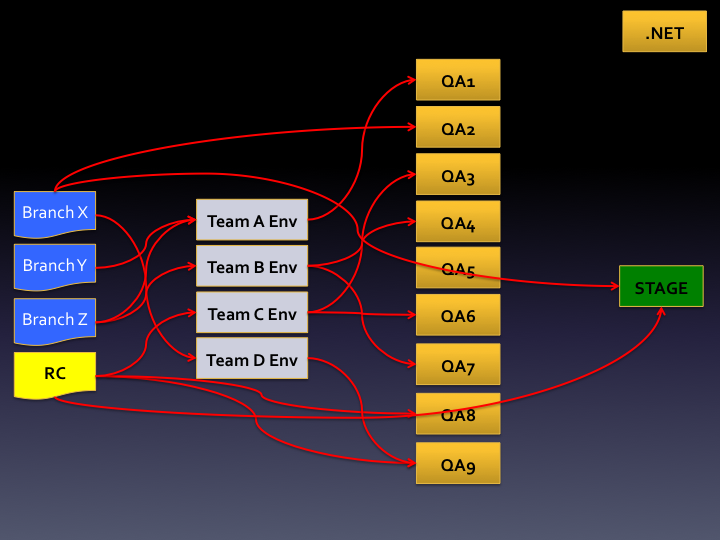 .NET
QA1
QA2
QA3
QA4
QA5
QA6
QA7
QA8
QA9
Branch X
Branch Y
Branch Z
RC
Team A Env
Team B Env
Team C Env
Team D Env
STAGE